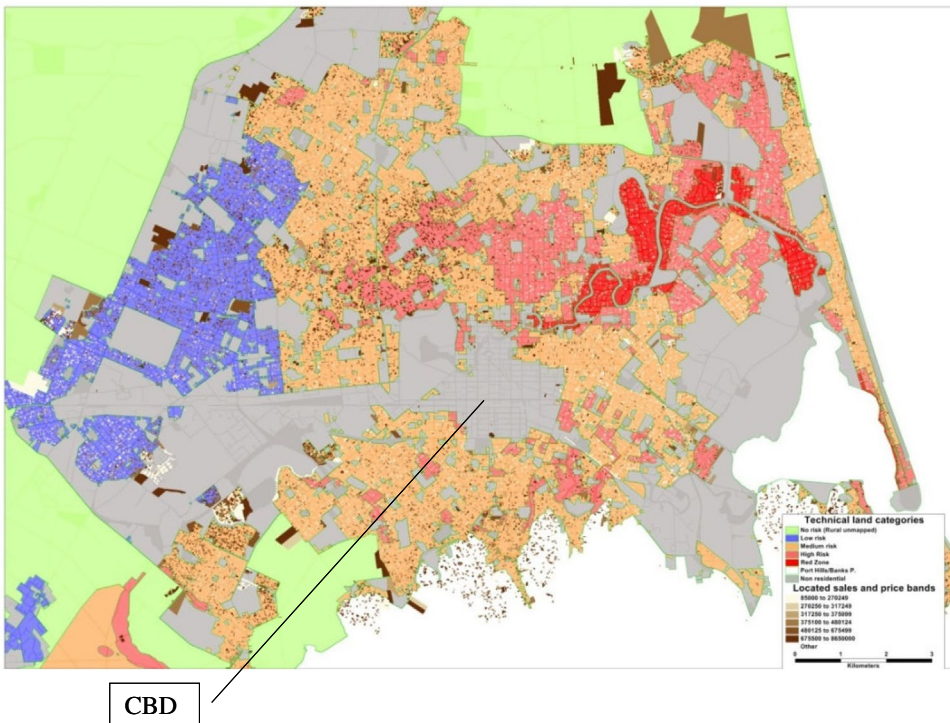 Technical land categories
No risk (Rural unmapped)
Low risk
Medium risk
High Risk
Red Zone
Port Hills/Banks P.
Non residential
Located sales and price bands
85000 to 270249
270250 to 317249
317250 to 375099
375100 to 480124
480125 to 675499
675500 to 8650000
Other
0 1 2 3
Kilometers
CBD